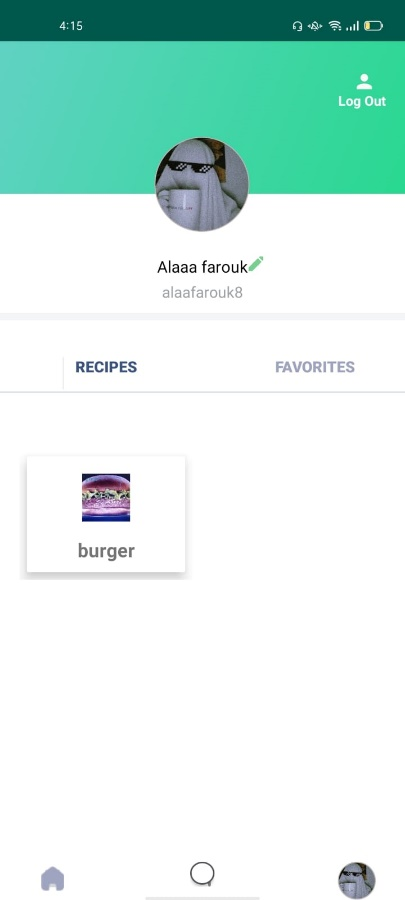 4:15
Log Out
Alaaa farouk
alaafarouk8
RECIPES
FAVORITES
burger